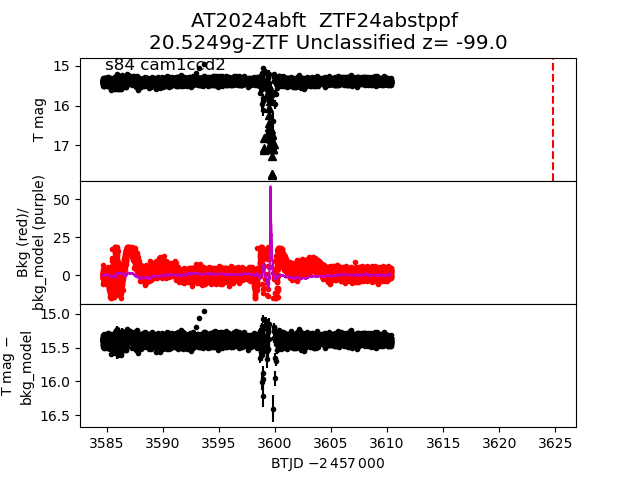 AT2024abft  ZTF24abstppf
20.5249g-ZTF Unclassified z= -99.0
s84 cam1ccd2
15
16
17
T mag
50
25
0
Bkg (red)/
bkg_model (purple)
15.0
15.5
16.0
16.5
T mag −
bkg_model
3585 3590 3595 3600 3605 3610 3615 3620 3625
BTJD −2 457 000